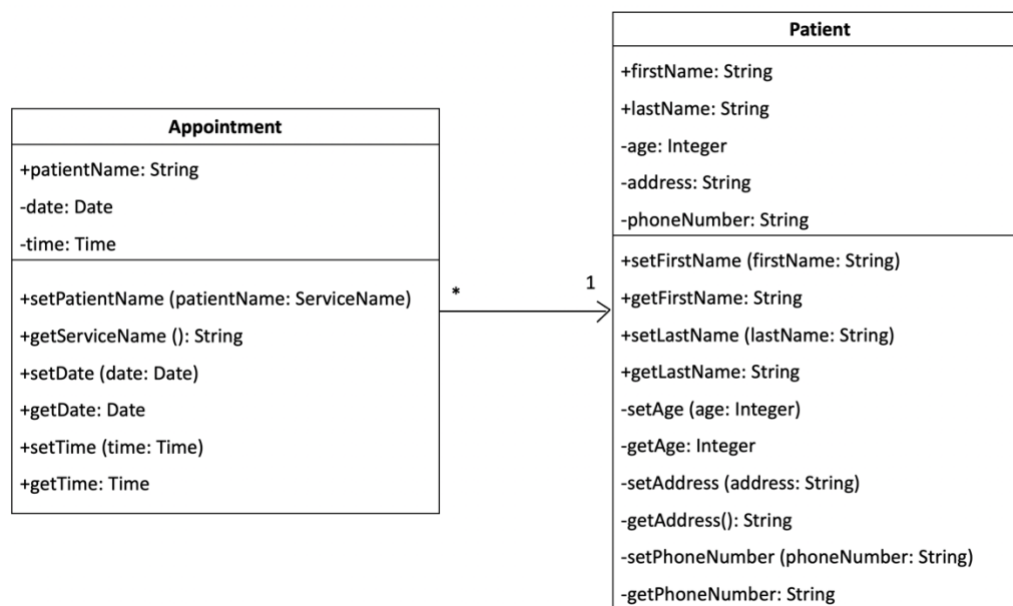 Appointment
+patientName: String
-date: Date
-time: Time
+setPatientName (patientName: ServiceName)
+getServiceName (): String
+setDate (date: Date)
+getDate: Date
+setTime (time: Time)
+getTime: Time
*
1
Patient
+firstName: String
+lastName: String
-age: Integer
-address: String
-phoneNumber: String
+setFirstName (firstName: String)
+getFirstName: String
+setLastName (lastName: String)
+getLastName: String
-setAge (age: Integer)
-getAge: Integer
-setAddress (address: String)
-getAddress(): String
-setPhoneNumber (phoneNumber: String)
-getPhoneNumber: String